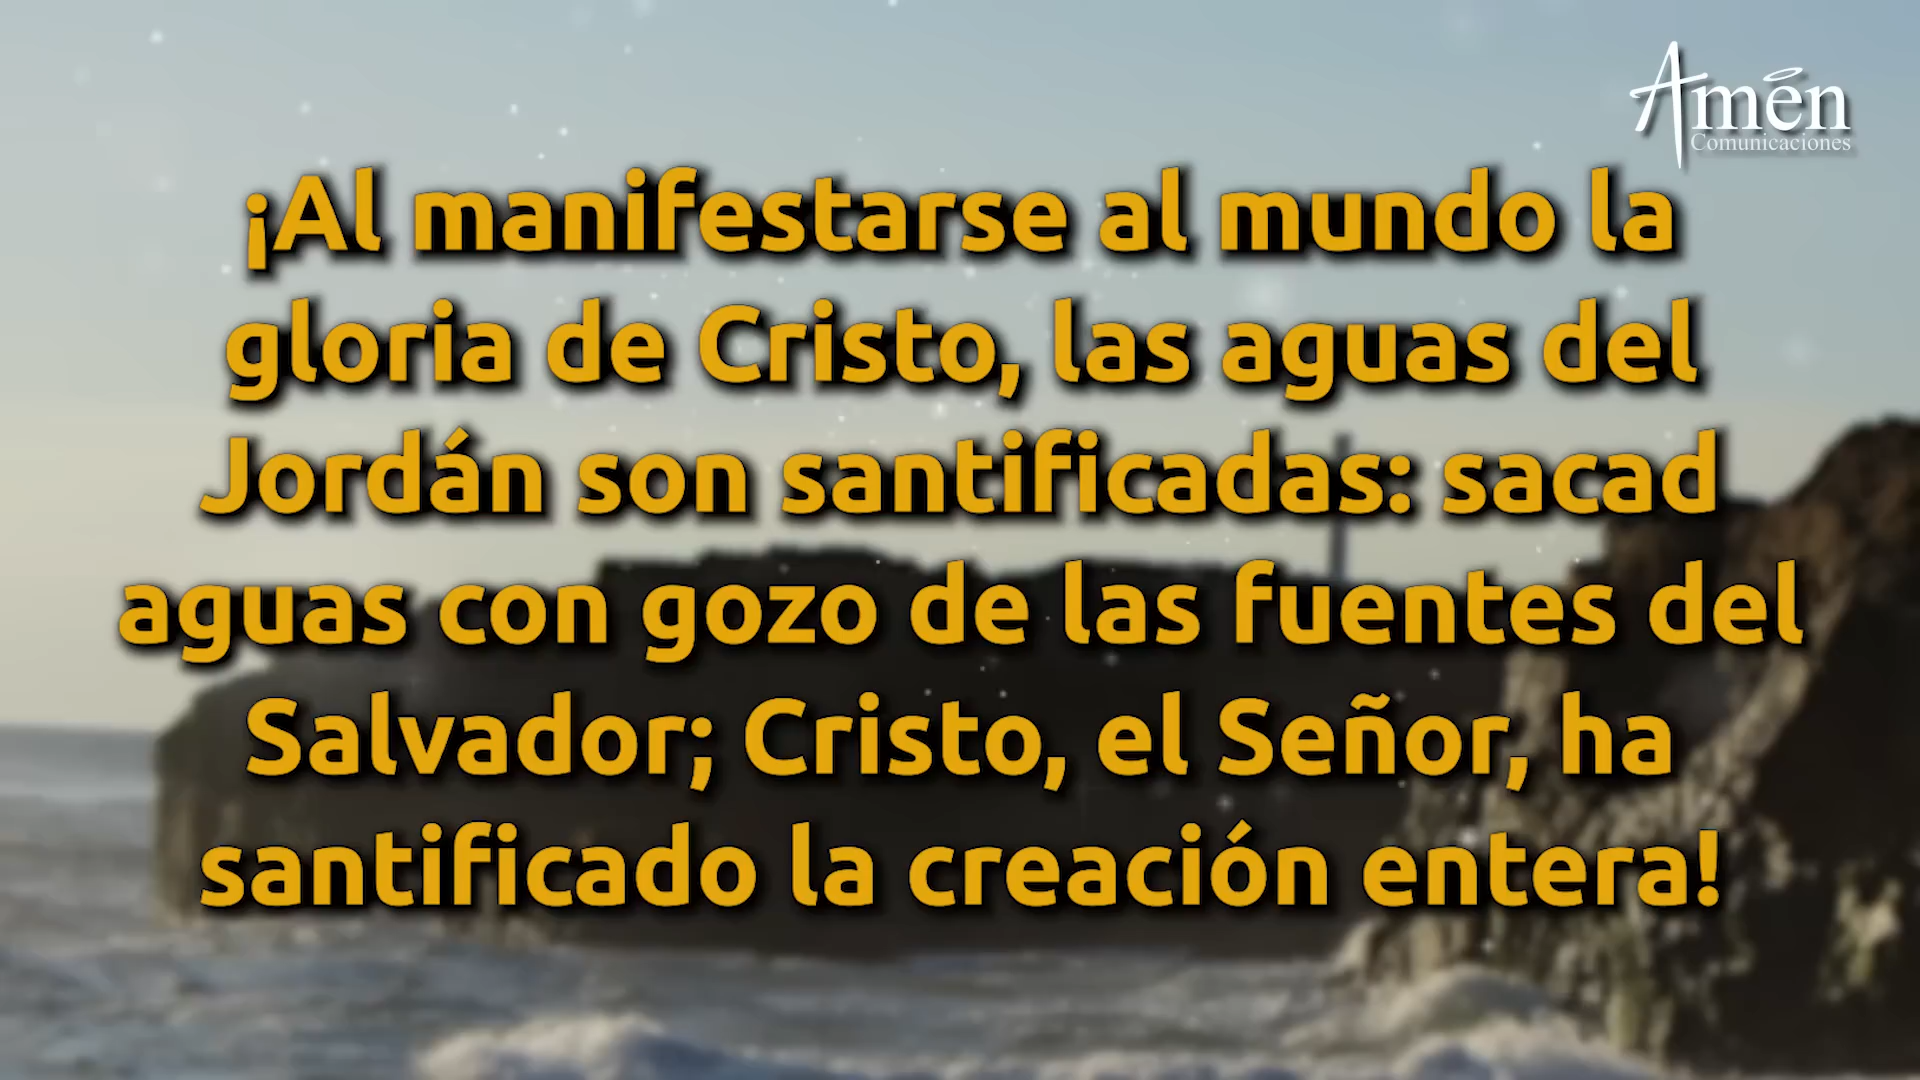 Amén
Comunicaciones
¡Al manifestarse al mundo la
gloria de Cristo, las aguas del
Jordán son santificadas: sacad
aguas con gozo de las fuentes del
Salvador; Cristo, el Señor, ha
santificado la creación entera!